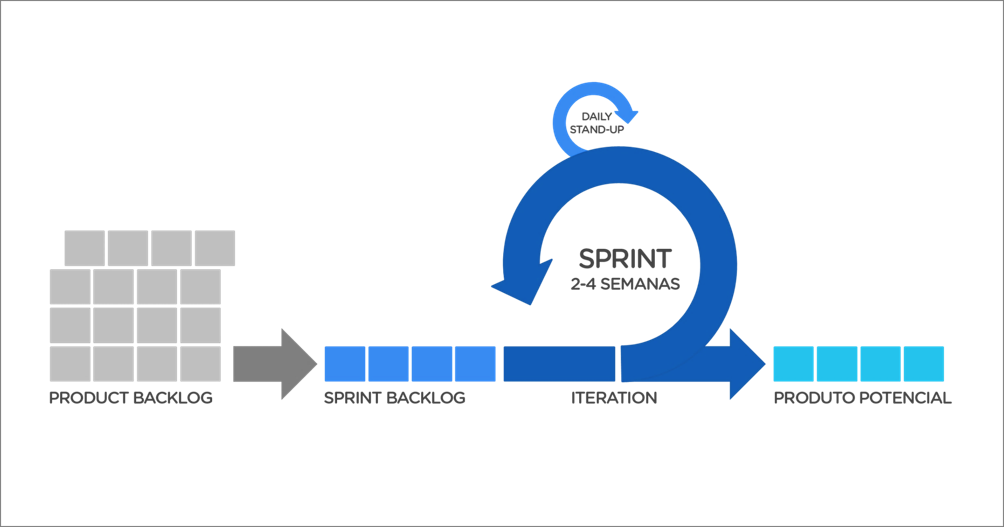 DAILY
STAND-UP
SPRINT
2-4 SEMANAS
PRODUCT BACKLOG
SPRINT BACKLOG
ITERATION
PRODUTO POTENCIAL